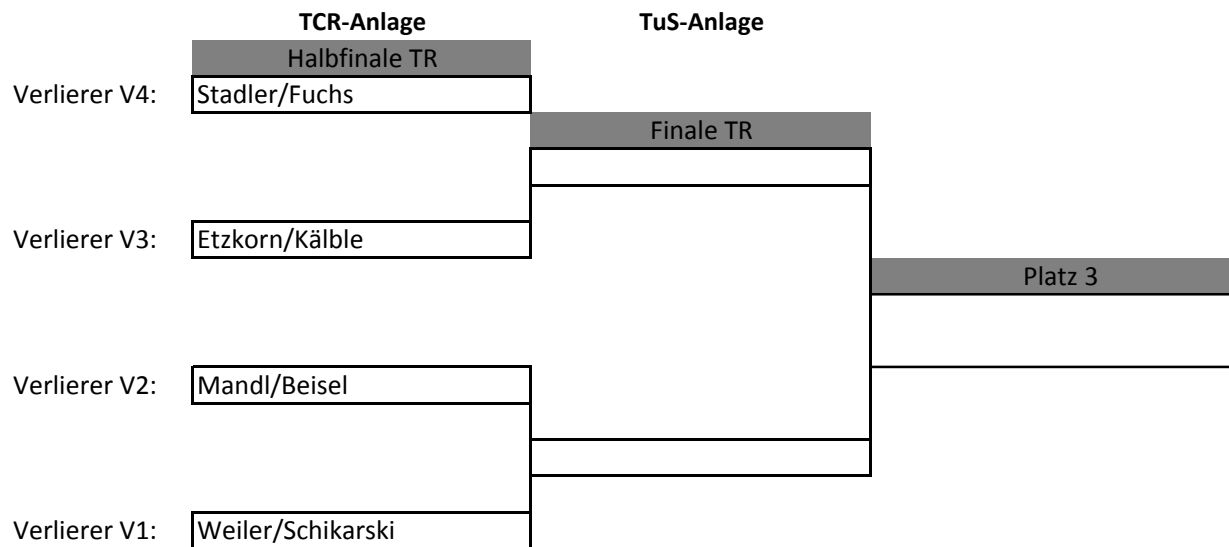 TCR-Anlage TuS-Anlage
Halbfinale TR
Verlierer V4: Stadler/Fuchs
Finale TR
Verlierer V3: Etzkorn/Kälble
Platz 3
Verlierer V2: Mandl/Beisel
Verlierer V1: Weiler/Schikarski